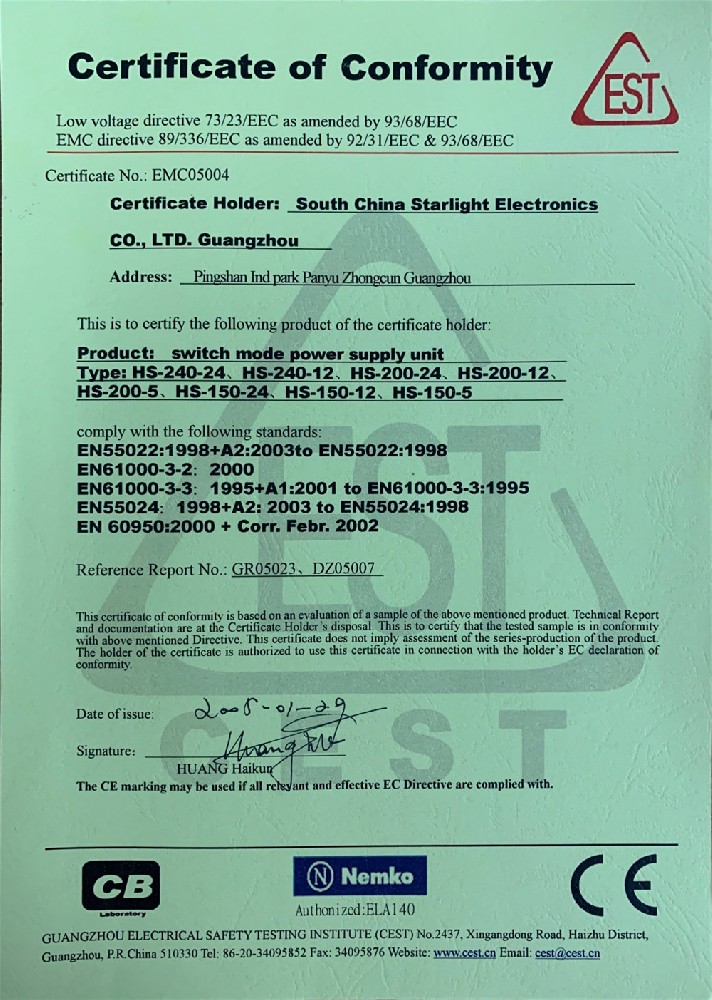 Certificate of Conformity
EST
Low voltage directive 73/23/EEC as amended by 93/68/EEC
EMC directive 89/336/EEC as amended by 92/31/EEC & 93/68/EEC
Certificate No.: EMC05004
Certificate Holder: South China Starlight Electronics
CO., LTD. Guangzhou
Address: Pingshan Ind park Panyu Zhongcun Guangzhou
This is to certify the following product of the certificate holder:
Product: switch mode power supply unit
Type: HS-240-24、HS-240-12、HS-200-24、HS-200-12、
HS-200-5、HS-150-24、HS-150-12、HS-150-5
comply with the following standards:
EN55022:1998+A2:2003to EN55022:1998
EN61000-3-2: 2000
EN61000-3-3: 1995+A1:2001 to EN61000-3-3:1995
EN55024: 1998+A2: 2003 to EN55024:1998
EN 60950:2000 + Corr. Febr. 2002
Reference Report No.: GR05023、DZ05007
This certificate of conformity is based on an evaluation of a sample of the above mentioned product. Technical Report
and documentation are at the Certificate Holder's disposal. This is to certify that the tested sample is in conformity
with above mentioned Directive. This certificate does not imply assessment of the series-production of the product.
The holder of the certificate is authorized to use this certificate in connection with the holder's EC declaration of
conformity.
Date of issue: 2005-01-29
Signature:
HUANG Haikun
The CE marking may be used if all relevant and effective EC Directive are complied with.
EST
CEST
CB
Laboratory
N Nemko
Authonized:ELA140
CE
GUANGZHOU ELECTRICAL SAFETY TESTING INSTITUTE (CEST) No.2437, Xingangdong Road, Haizhu District,
Guangzhou, P.R.China 510330 Tel: 86-20-34095852 Fax: 34095876 Website: www.cest.cn Email: cest@cest.cn